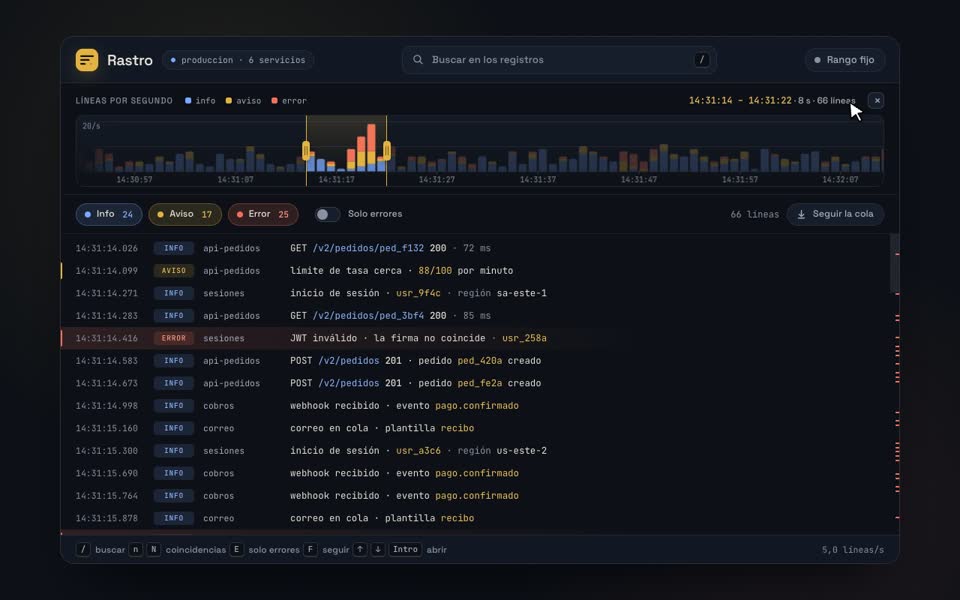 Rastro
produccion · 6 servicios
Buscar en los registros
/
Rango fijo
LÍNEAS POR SEGUNDO
info
aviso
error
14:31:14 – 14:31:22 · 8 s · 66 líneas
×
20/s
14:30:57 14:31:07 14:31:17 14:31:27 14:31:37 14:31:47 14:31:57 14:32:07
Info 24
Aviso 17
Error 25
Solo errores
66 líneas
Seguir la cola
14:31:14.026 INFO api-pedidos GET /v2/pedidos/ped_f132 200 · 72 ms
14:31:14.099 AVISO api-pedidos límite de tasa cerca · 88/100 por minuto
14:31:14.271 INFO sesiones inicio de sesión · usr_9f4c · región sa-este-1
14:31:14.283 INFO api-pedidos GET /v2/pedidos/ped_3bf4 200 · 85 ms
14:31:14.416 ERROR sesiones JWT inválido · la firma no coincide · usr_258a
14:31:14.583 INFO api-pedidos POST /v2/pedidos 201 · pedido ped_420a creado
14:31:14.673 INFO api-pedidos POST /v2/pedidos 201 · pedido ped_fe2a creado
14:31:14.998 INFO cobros webhook recibido · evento pago.confirmado
14:31:15.160 INFO correo correo en cola · plantilla recibo
14:31:15.300 INFO sesiones inicio de sesión · usr_a3c6 · región us-este-2
14:31:15.690 INFO cobros webhook recibido · evento pago.confirmado
14:31:15.764 INFO cobros webhook recibido · evento pago.confirmado
14:31:15.878 INFO correo correo en cola · plantilla recibo
/ buscar n N coincidencias E solo errores F seguir ↑ ↓ Intro abrir
5,0 líneas/s